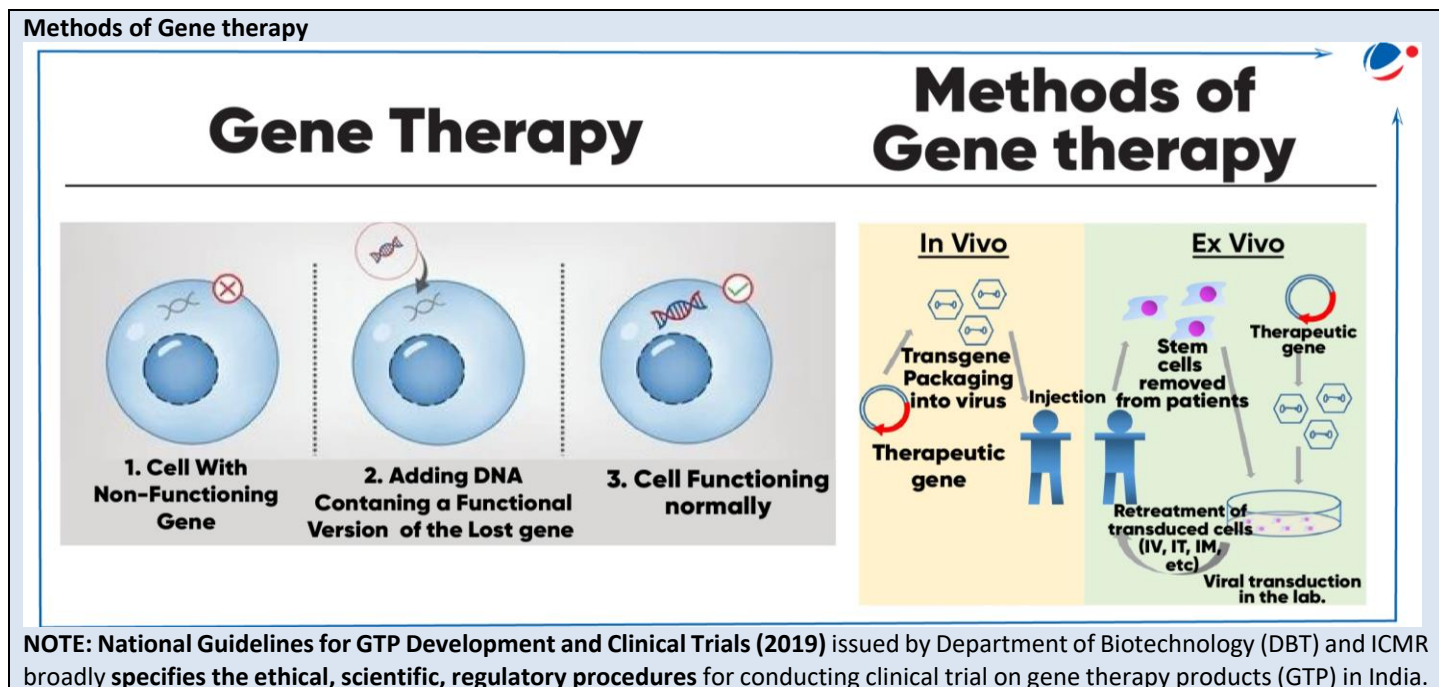 Methods of Gene therapy
Gene Therapy
Methods of
Gene therapy
1. Cell With
Non-Functioning
Gene
2. Adding DNA
Contaning a Functional
Version of the Lost gene
3. Cell Functioning
normally
In Vivo
Transgene
Packaging
into virus
Injection
Therapeutic
gene
Ex Vivo
Stem
cells
removed
from patients
Therapeutic
gene
Retreatment of
transduced cells
(IV, IT, IM,
etc)
Viral transduction
in the lab.
NOTE: National Guidelines for GTP Development and Clinical Trials (2019) issued by Department of Biotechnology (DBT) and ICMR
broadly specifies the ethical, scientific, regulatory procedures for conducting clinical trial on gene therapy products (GTP) in India.